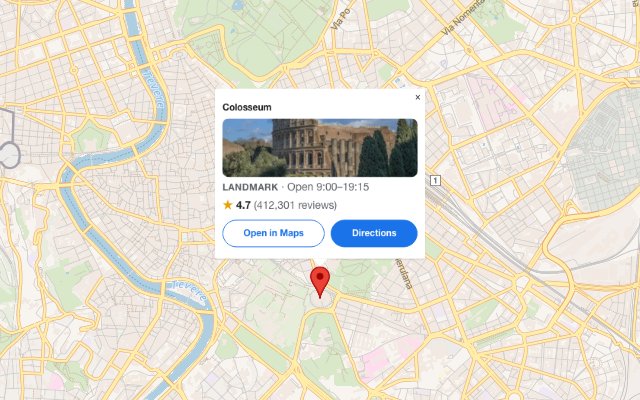 Via Po
Via Nomentana
Tevere
×
Colosseum
LANDMARK · Open 9:00–19:15
★ 4.7 (412,301 reviews)
Open in Maps
Directions
1
Tevere